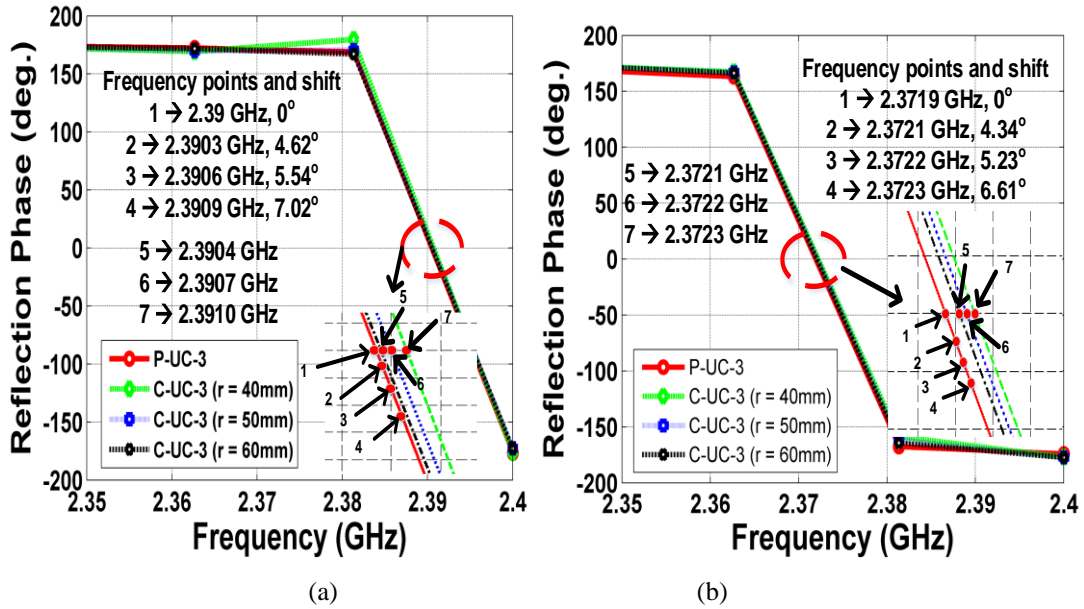 (a)
Reflection Phase (deg.)
200
150
100
50
0
-50
-100
-150
-200
Frequency points and shift
1 → 2.39 GHz, 0°
2 → 2.3903 GHz, 4.62°
3 → 2.3906 GHz, 5.54°
4 → 2.3909 GHz, 7.02°
5 → 2.3904 GHz
6 → 2.3907 GHz
7 → 2.3910 GHz
5
7
1
2
6
3
4
P-UC-3
C-UC-3 (r = 40mm)
C-UC-3 (r = 50mm)
C-UC-3 (r = 60mm)
2.35 2.36 2.37 2.38 2.39 2.4
Frequency (GHz)
(a)
(b)
Reflection Phase (deg.)
200
150
100
50
0
-50
-100
-150
-200
Frequency points and shift
1 → 2.3719 GHz, 0°
2 → 2.3721 GHz, 4.34°
3 → 2.3722 GHz, 5.23°
4 → 2.3723 GHz, 6.61°
5 → 2.3721 GHz
6 → 2.3722 GHz
7 → 2.3723 GHz
5
7
1
6
2
3
4
P-UC-3
C-UC-3 (r = 40mm)
C-UC-3 (r = 50mm)
C-UC-3 (r = 60mm)
2.35 2.36 2.37 2.38 2.39 2.4
Frequency (GHz)
(b)